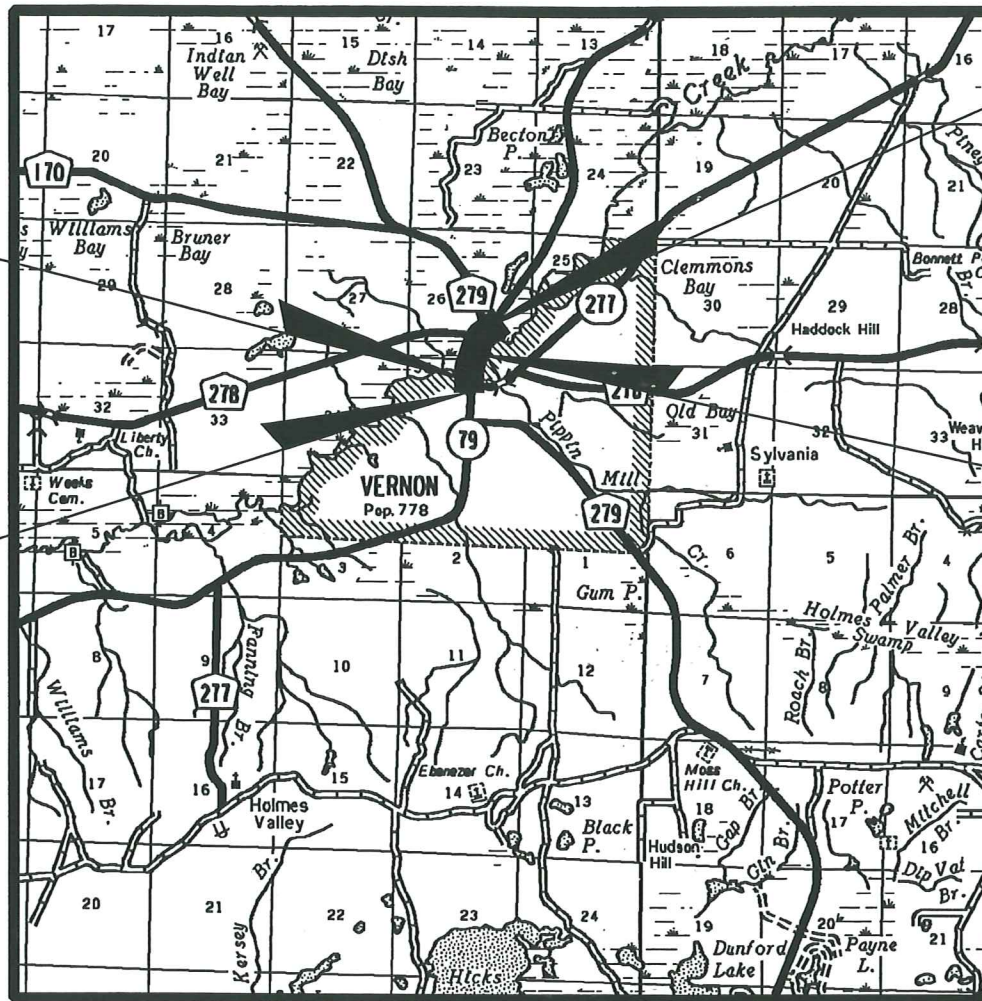 17
16
15
14
13
18
17
16
Indian
Well
Bay
Dish
Bay
Creek
Becton
P.
20
21
22
23
24
19
20
21
Piney
170
Williams
Bay
Bruner
Bay
29
28
27
26
25
279
277
Clemmons
Bay
30
29
28
Bonnett
Br.
Haddock Hill
278
32
33
Liberty
Ch.
Weeks
Cem.
79
VERNON
Pop. 778
Pippin
Mill
Old Bay
31
32
33
Sylvania
279
B
B
5
4
3
2
1
6
5
4
Gum P.
Cr.
Palmer Br.
Holmes Valley
Swamp
8
9
10
11
12
7
8
9
277
Fanning
Br.
Williams
Br.
Roach Br.
17
16
15
14
13
18
17
16
Holmes
Valley
Ebenezer Ch.
Moss
Hill Ch.
Potter
P.
Mitchell
Br.
Black
P.
Hudson
Hill
Gap Br.
Gin Br.
Dip Vat
Br.
20
21
22
23
24
19
20
21
Kersey
Br.
Hicks
Dunford
Lake
Payne
L.